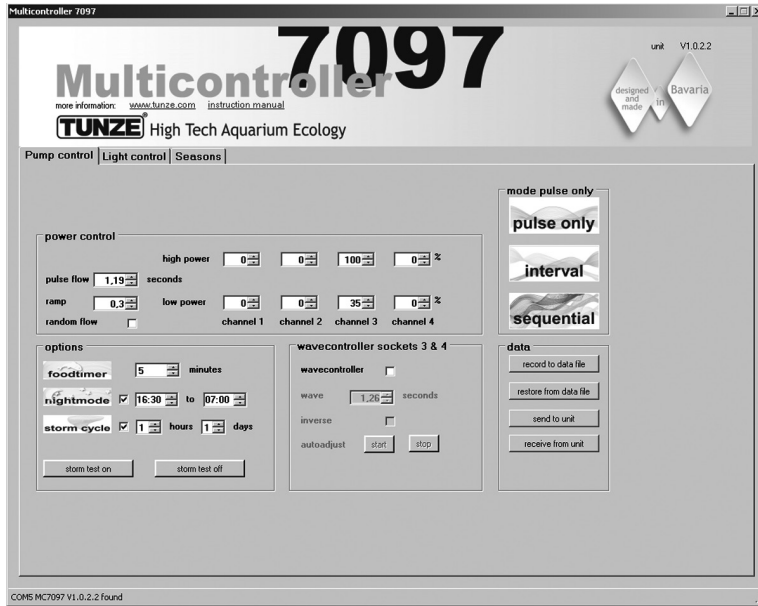 Multicontroller 7097
7097
unit V1.0.2.2
Multicontroller
more information: www.tunze.com instruction manual
designed and made in Bavaria
TUNZE® High Tech Aquarium Ecology
Pump control Light control Seasons
mode pulse only
pulse only
interval
sequential
power control
high power 0 0 100 0 %
pulse flow 1,19 seconds
ramp 0,3 low power 0 0 35 0 %
random flow channel 1 channel 2 channel 3 channel 4
options
foodtimer 5 minutes
nightmode 16:30 to 07:00
storm cycle 1 hours 1 days
storm test on storm test off
wavecontroller sockets 3 & 4
wavecontroller
wave 1,26 seconds
inverse
autoadjust start stop
data
record to data file
restore from data file
send to unit
receive from unit
COM5 MC7097 V1.0.2.2 found